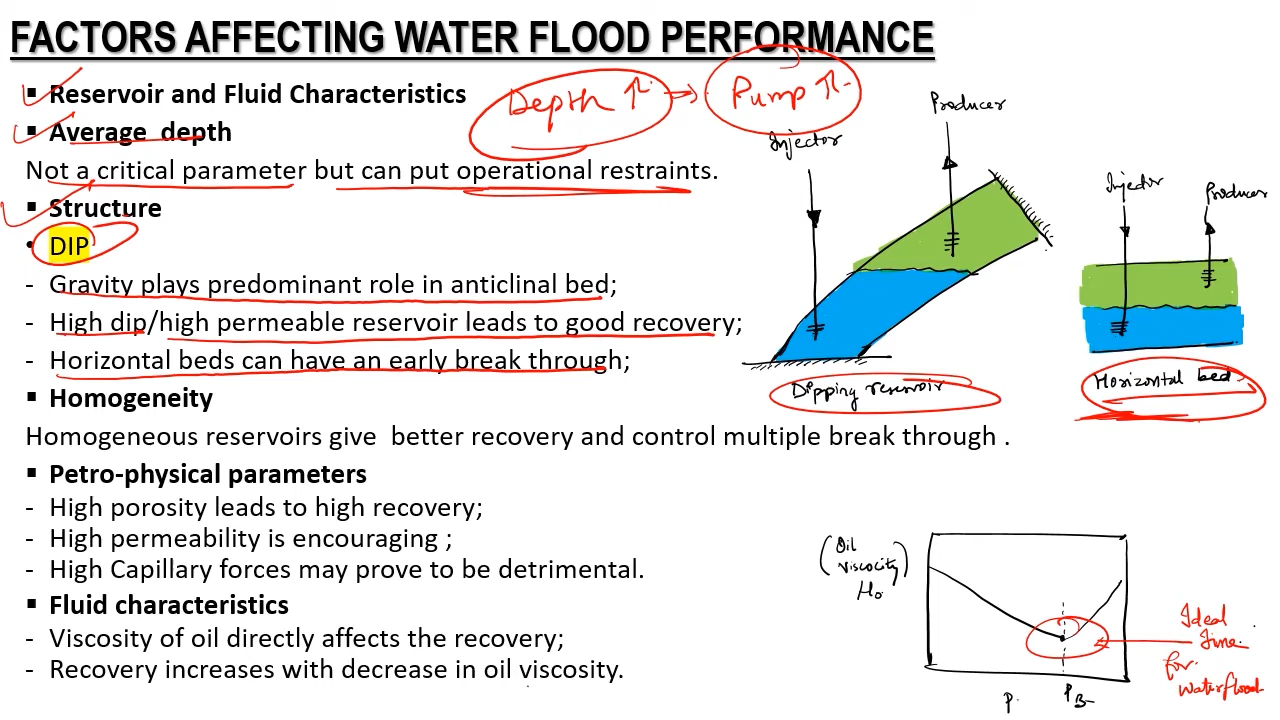 FACTORS AFFECTING WATER FLOOD PERFORMANCE
▪ Reservoir and Fluid Characteristics
▪ Average depth
Not a critical parameter but can put operational restraints.
▪ Structure
• DIP
- Gravity plays predominant role in anticlinal bed;
- High dip/high permeable reservoir leads to good recovery;
- Horizontal beds can have an early break through;
▪ Homogeneity
Homogeneous reservoirs give better recovery and control multiple break through .
▪ Petro-physical parameters
- High porosity leads to high recovery;
- High permeability is encouraging ;
- High Capillary forces may prove to be detrimental.
▪ Fluid characteristics
- Viscosity of oil directly affects the recovery;
- Recovery increases with decrease in oil viscosity.
Depth ↑ → Pump ↑
Injector
Producer
Dipping reservoir
Injector
Producer
Horizontal bed
(Oil
viscosity)
μo
P
PB
Ideal
time
for
waterflood